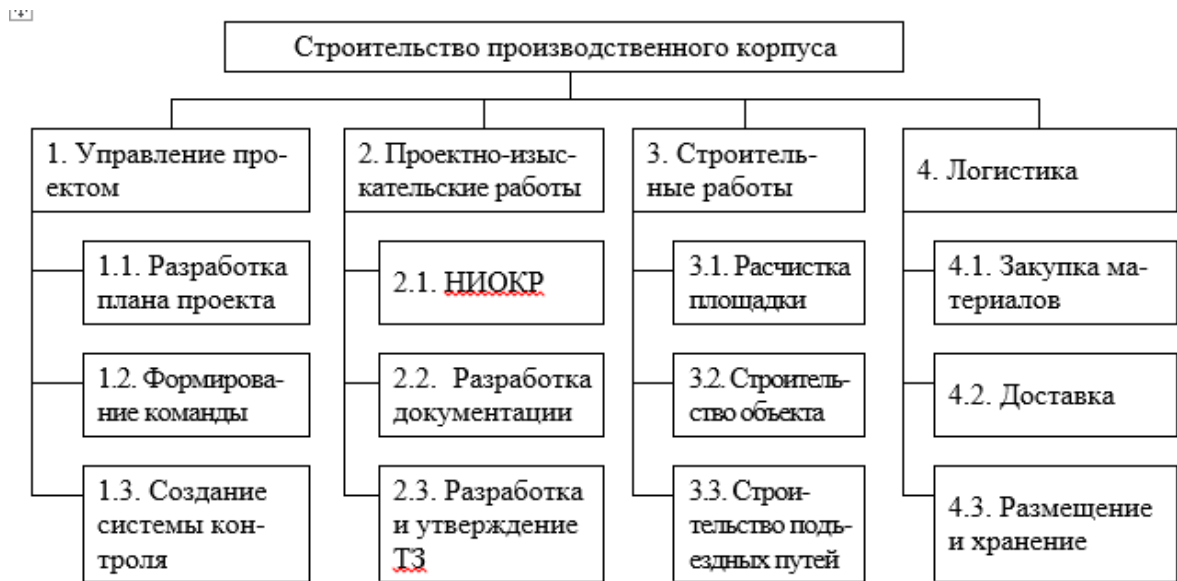 Строительство производственного корпуса
1. Управление про-
ектом
2. Проектно-изыс-
кательские работы
3. Строитель-
ные работы
4. Логистика
1.1. Разработка
плана проекта
2.1. НИОКР
3.1. Расчистка
площадки
4.1. Закупка ма-
териалов
1.2. Формирова-
ние команды
2.2. Разработка
документации
3.2. Строитель-
ство объекта
4.2. Доставка
1.3. Создание
системы кон-
троля
2.3. Разработка
и утверждение
ТЗ
3.3. Строи-
тельство подъ-
ездных путей
4.3. Размещение
и хранение